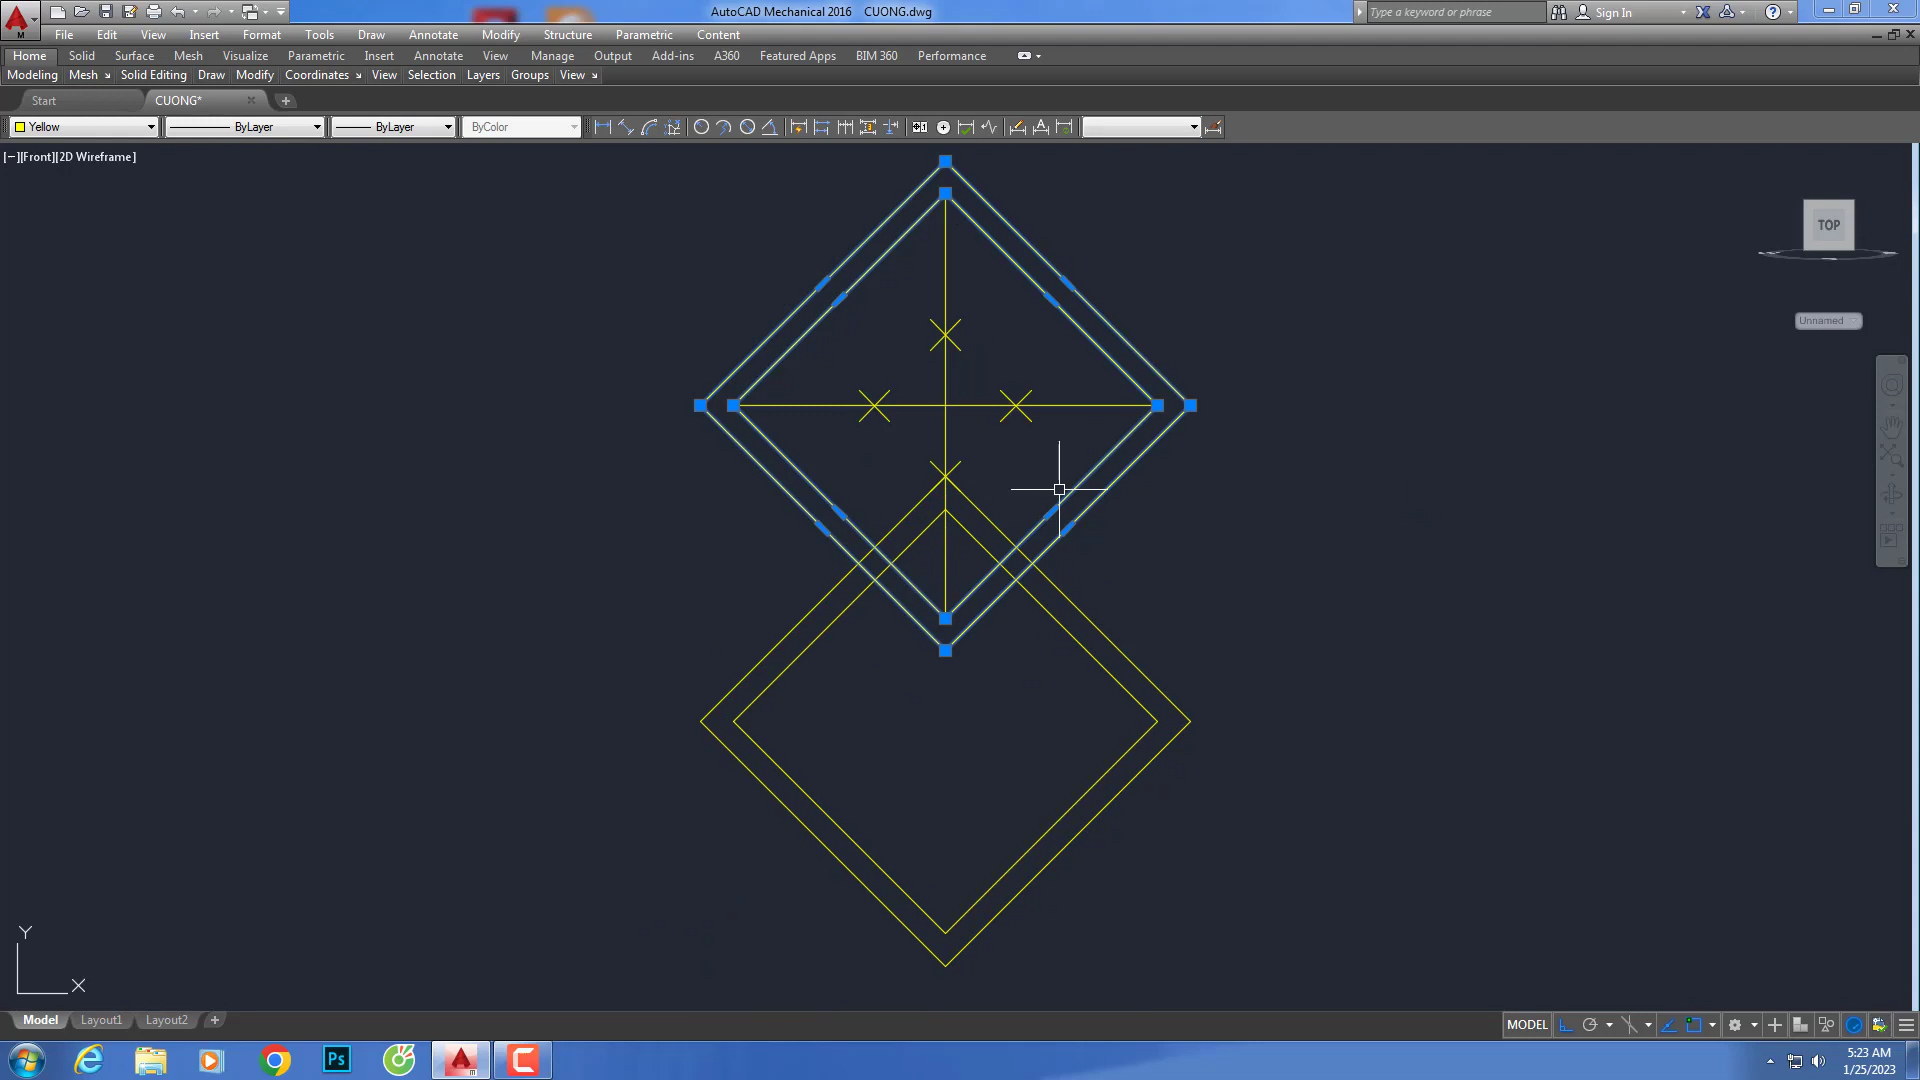 M
AutoCAD Mechanical 2016 CUONG.dwg
Type a keyword or phrase
Sign In
File Edit View Insert Format Tools Draw Annotate Modify Structure Parametric Content
Home Solid Surface Mesh Visualize Parametric Insert Annotate View Manage Output Add-ins A360 Featured Apps BIM 360 Performance
Modeling Mesh Solid Editing Draw Modify Coordinates View Selection Layers Groups View
Start CUONG*
Yellow ByLayer ByLayer ByColor
[−][Front][2D Wireframe]
TOP
Unnamed
Y
X
Model Layout1 Layout2
MODEL
Ps
5:23 AM
1/25/2023